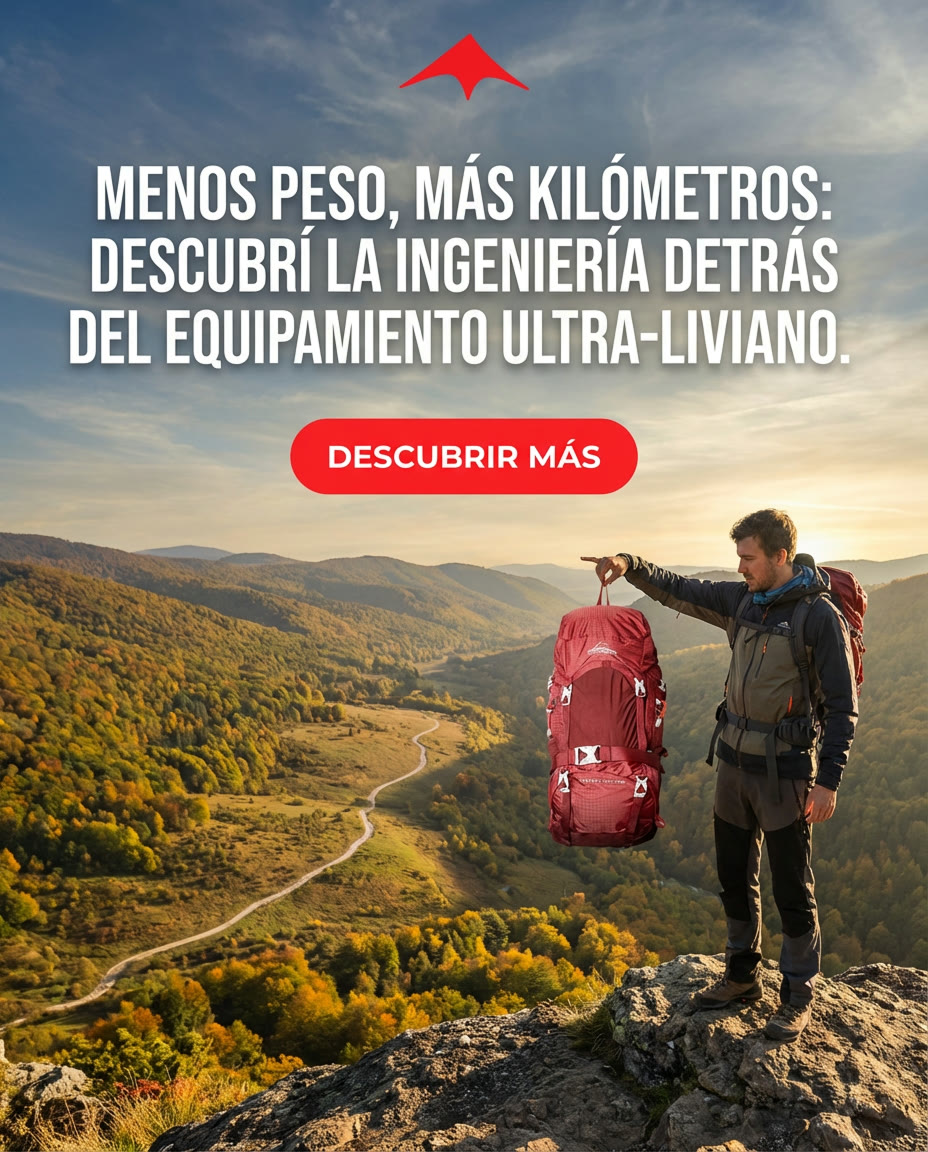 MENOS PESO, MÁS KILÓMETROS:
DESCUBRÍ LA INGENIERÍA DETRÁS
DEL EQUIPAMIENTO ULTRA-LIVIANO.
DESCUBRIR MÁS